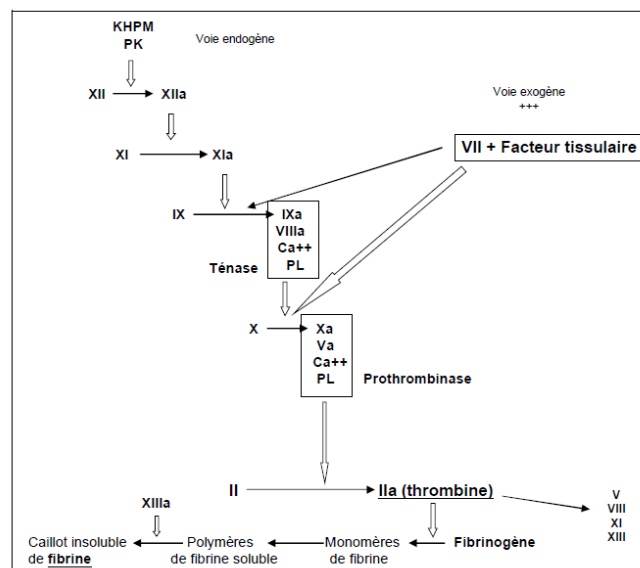 KHPM
PK
Voie endogène
XII
XIIa
Voie exogène
+++
VII + Facteur tissulaire
XI
XIa
IX
IXa
VIIIa
Ca++
PL
Ténase
X
Xa
Va
Ca++
PL
Prothrombinase
II
IIa (thrombine)
V
VIII
XI
XIII
XIIIa
Caillot insoluble
de fibrine
Polymères
de fibrine soluble
Monomères
de fibrine
Fibrinogène